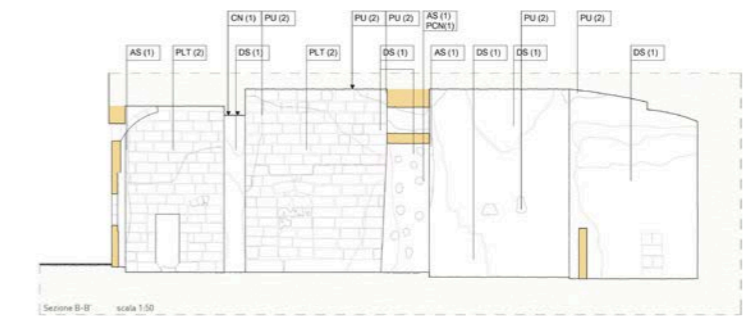 CN (1) PU (2) PU (2) PU (2) AS (1) PU (2) PU (2)
PCN(1)
AS (1) PLT (2) DS (1) PLT (2) DS (1) AS (1) DS (1) DS (1) DS (1)
Sezione B-B' scala 1:50